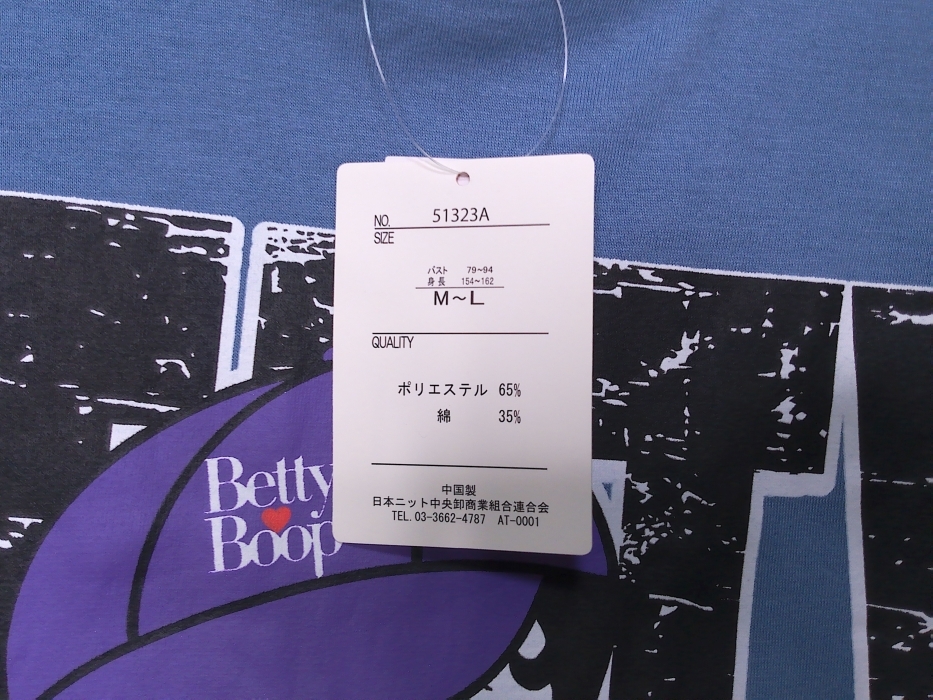 NO. 51323A
SIZE
バスト 79~94
身長 154~162
M~L
QUALITY
ポリエステル 65%
綿 35%
中国製
日本ニット中央卸商業組合連合会
TEL. 03-3662-4787 AT-0001
Betty
Boop